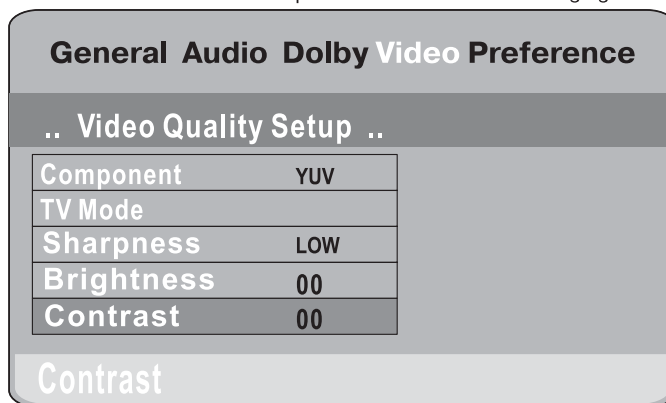 General Audio Dolby Video Preference
.. Video Quality Setup ..
Component YUV
TV Mode
Sharpness LOW
Brightness 00
Contrast 00
Contrast